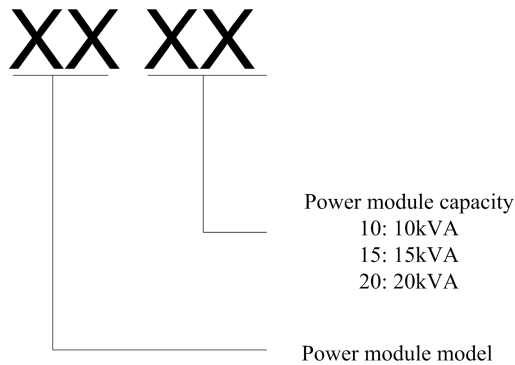 XX XX
Power module capacity
10: 10kVA
15: 15kVA
20: 20kVA
Power module model